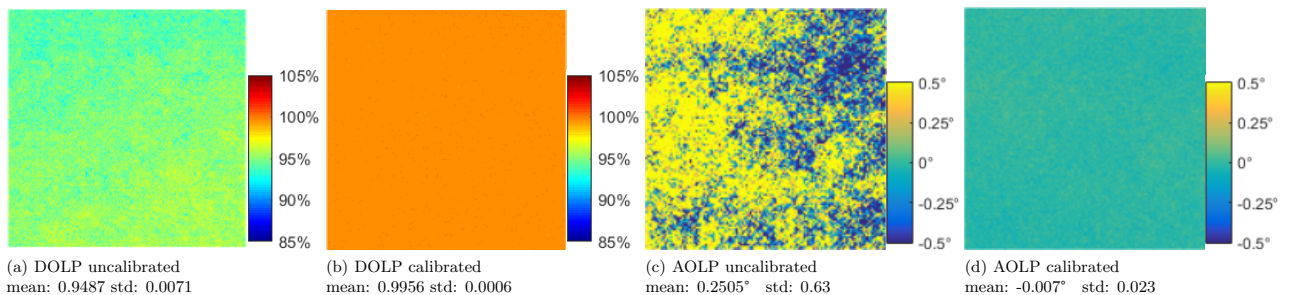 105%
100%
95%
90%
85%
105%
100%
95%
90%
85%
0.5°
0.25°
0°
-0.25°
-0.5°
0.5°
0.25°
0°
-0.25°
-0.5°
(a) DOLP uncalibrated
mean: 0.9487 std: 0.0071
(b) DOLP calibrated
mean: 0.9956 std: 0.0006
(c) AOLP uncalibrated
mean: 0.2505° std: 0.63
(d) AOLP calibrated
mean: -0.007° std: 0.023